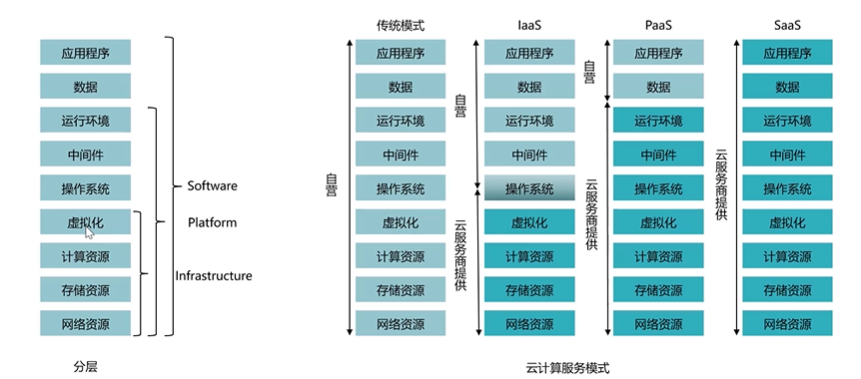 传统模式
IaaS
PaaS
SaaS
应用程序
数据
运行环境
中间件
操作系统
虚拟化
计算资源
存储资源
网络资源
Software
Platform
Infrastructure
分层
自营
应用程序
数据
运行环境
中间件
操作系统
虚拟化
计算资源
存储资源
网络资源
自营
云服务商提供
应用程序
数据
运行环境
中间件
操作系统
虚拟化
计算资源
存储资源
网络资源
自营
云服务商提供
应用程序
数据
运行环境
中间件
操作系统
虚拟化
计算资源
存储资源
网络资源
云服务商提供
应用程序
数据
运行环境
中间件
操作系统
虚拟化
计算资源
存储资源
网络资源
云计算服务模式